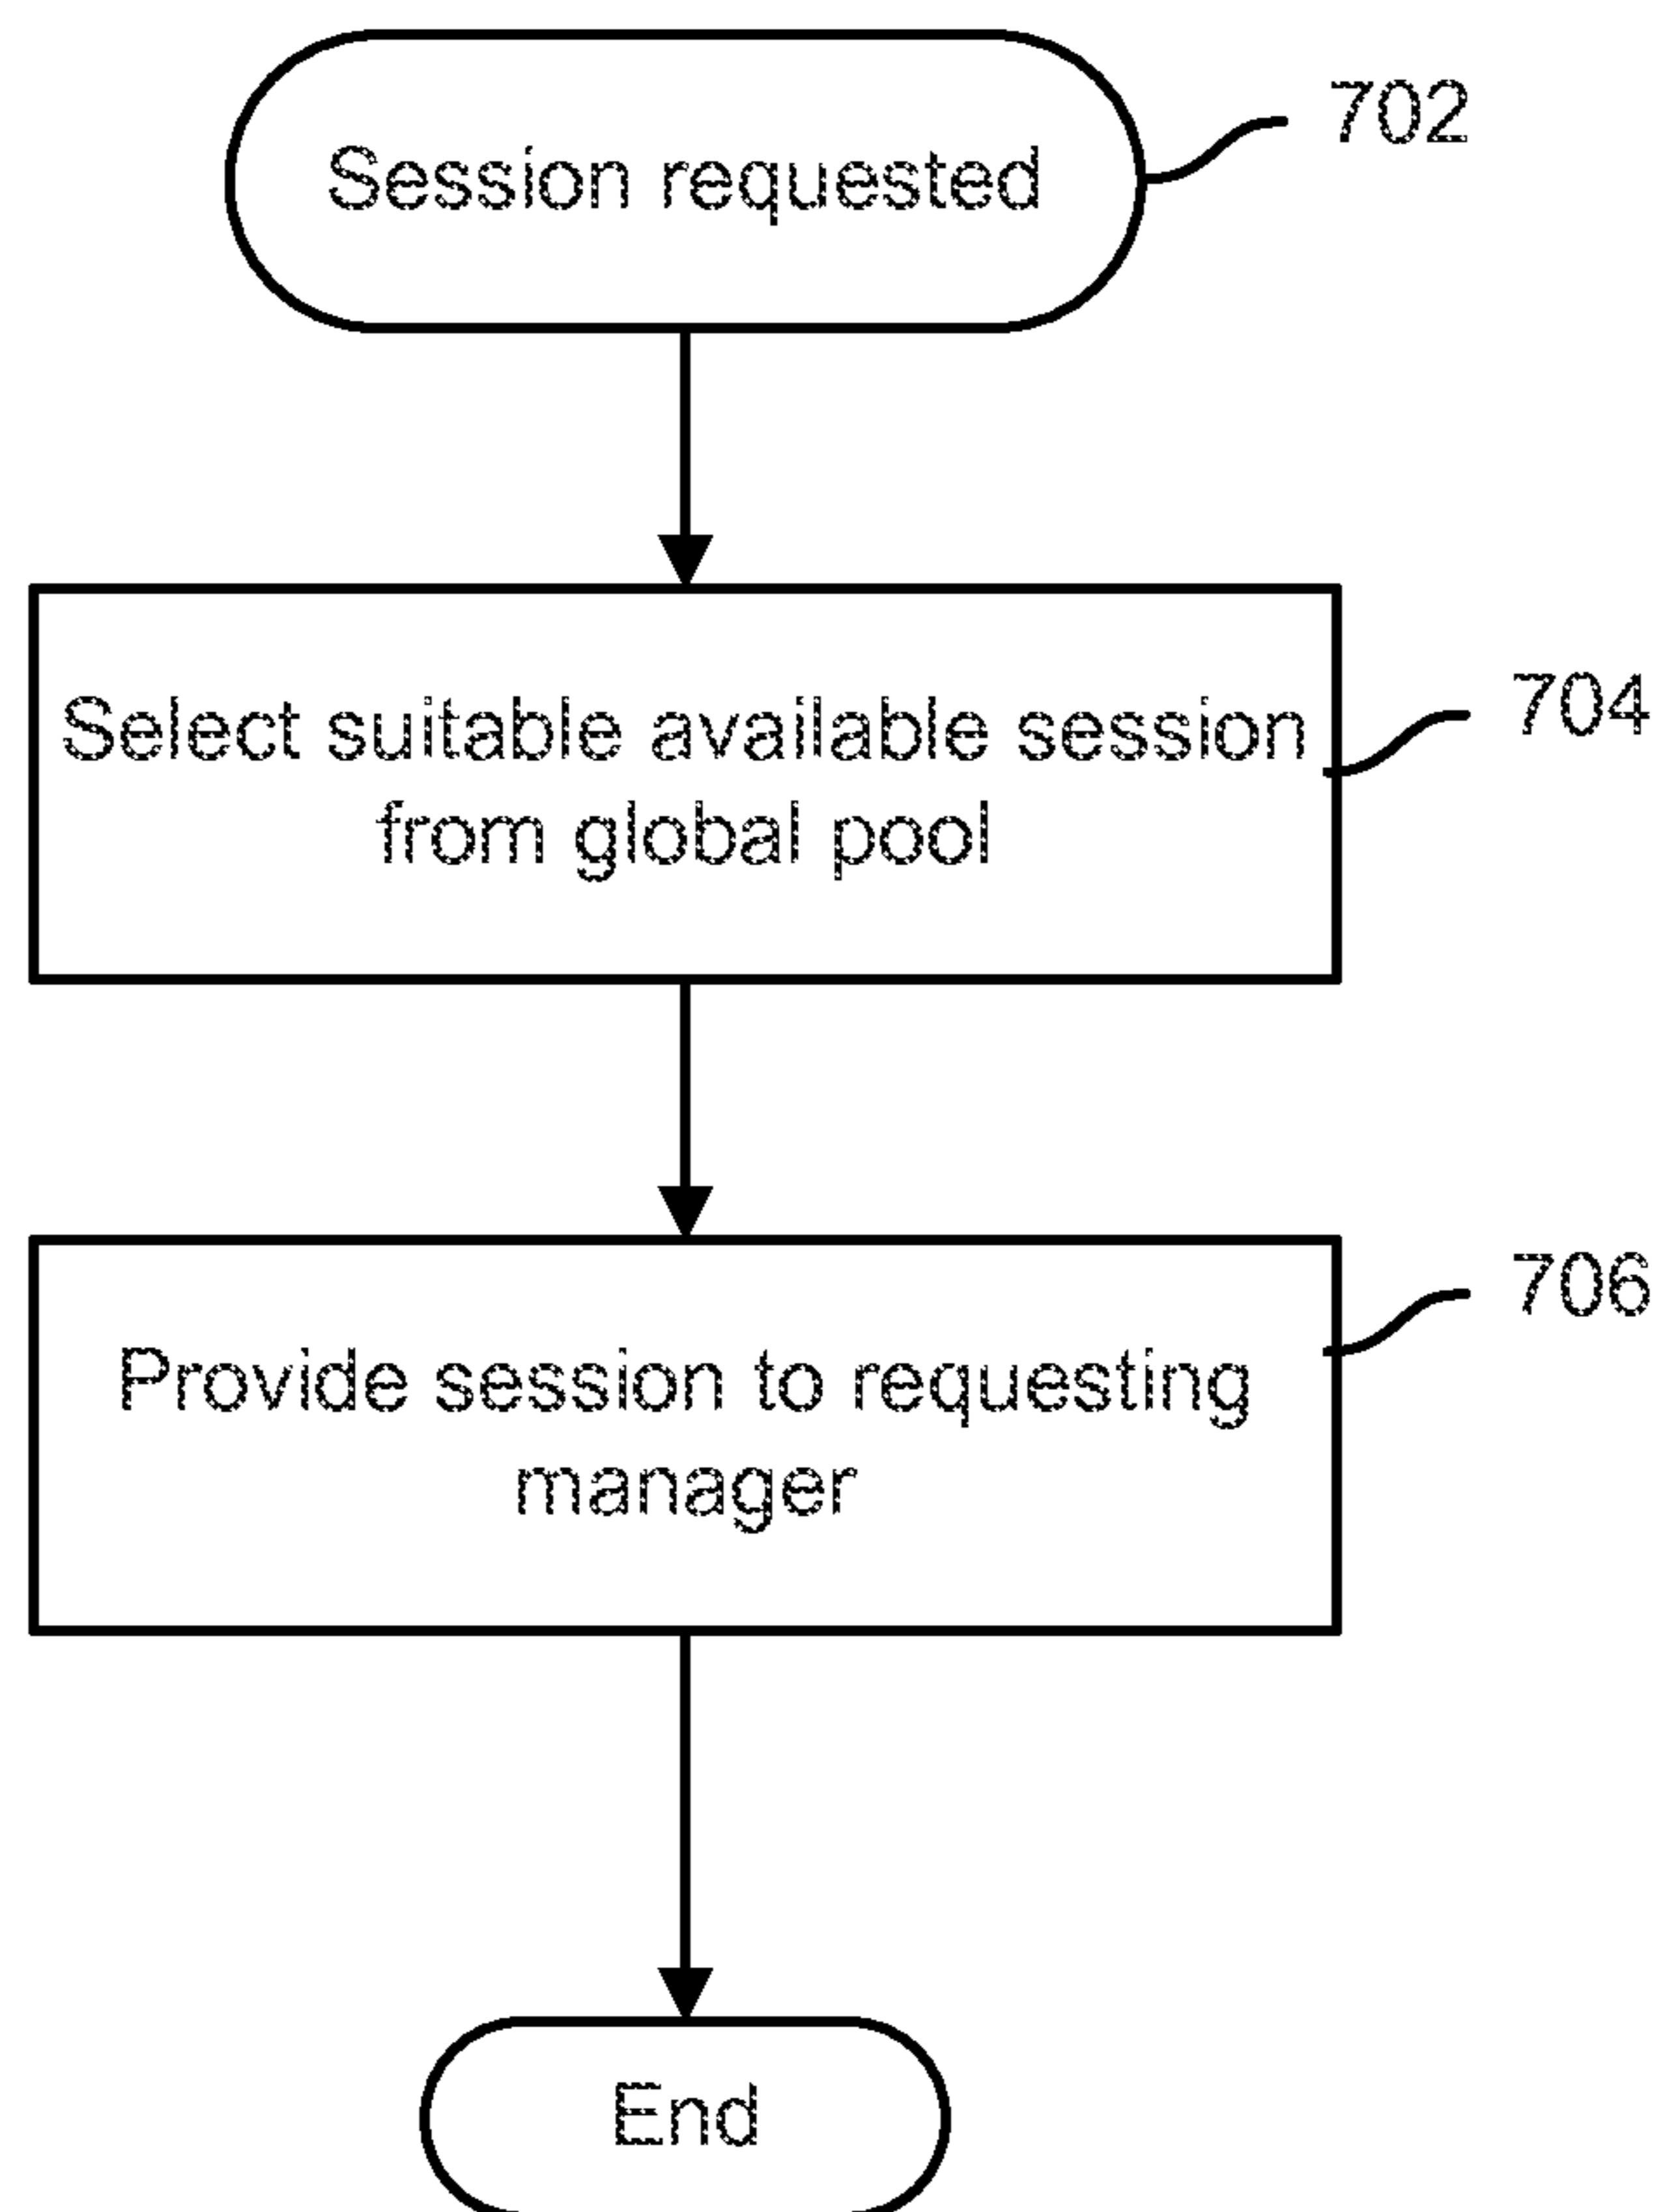 Session requested
702
Select suitable available session
from global pool
704
Provide session to requesting
manager
706
End